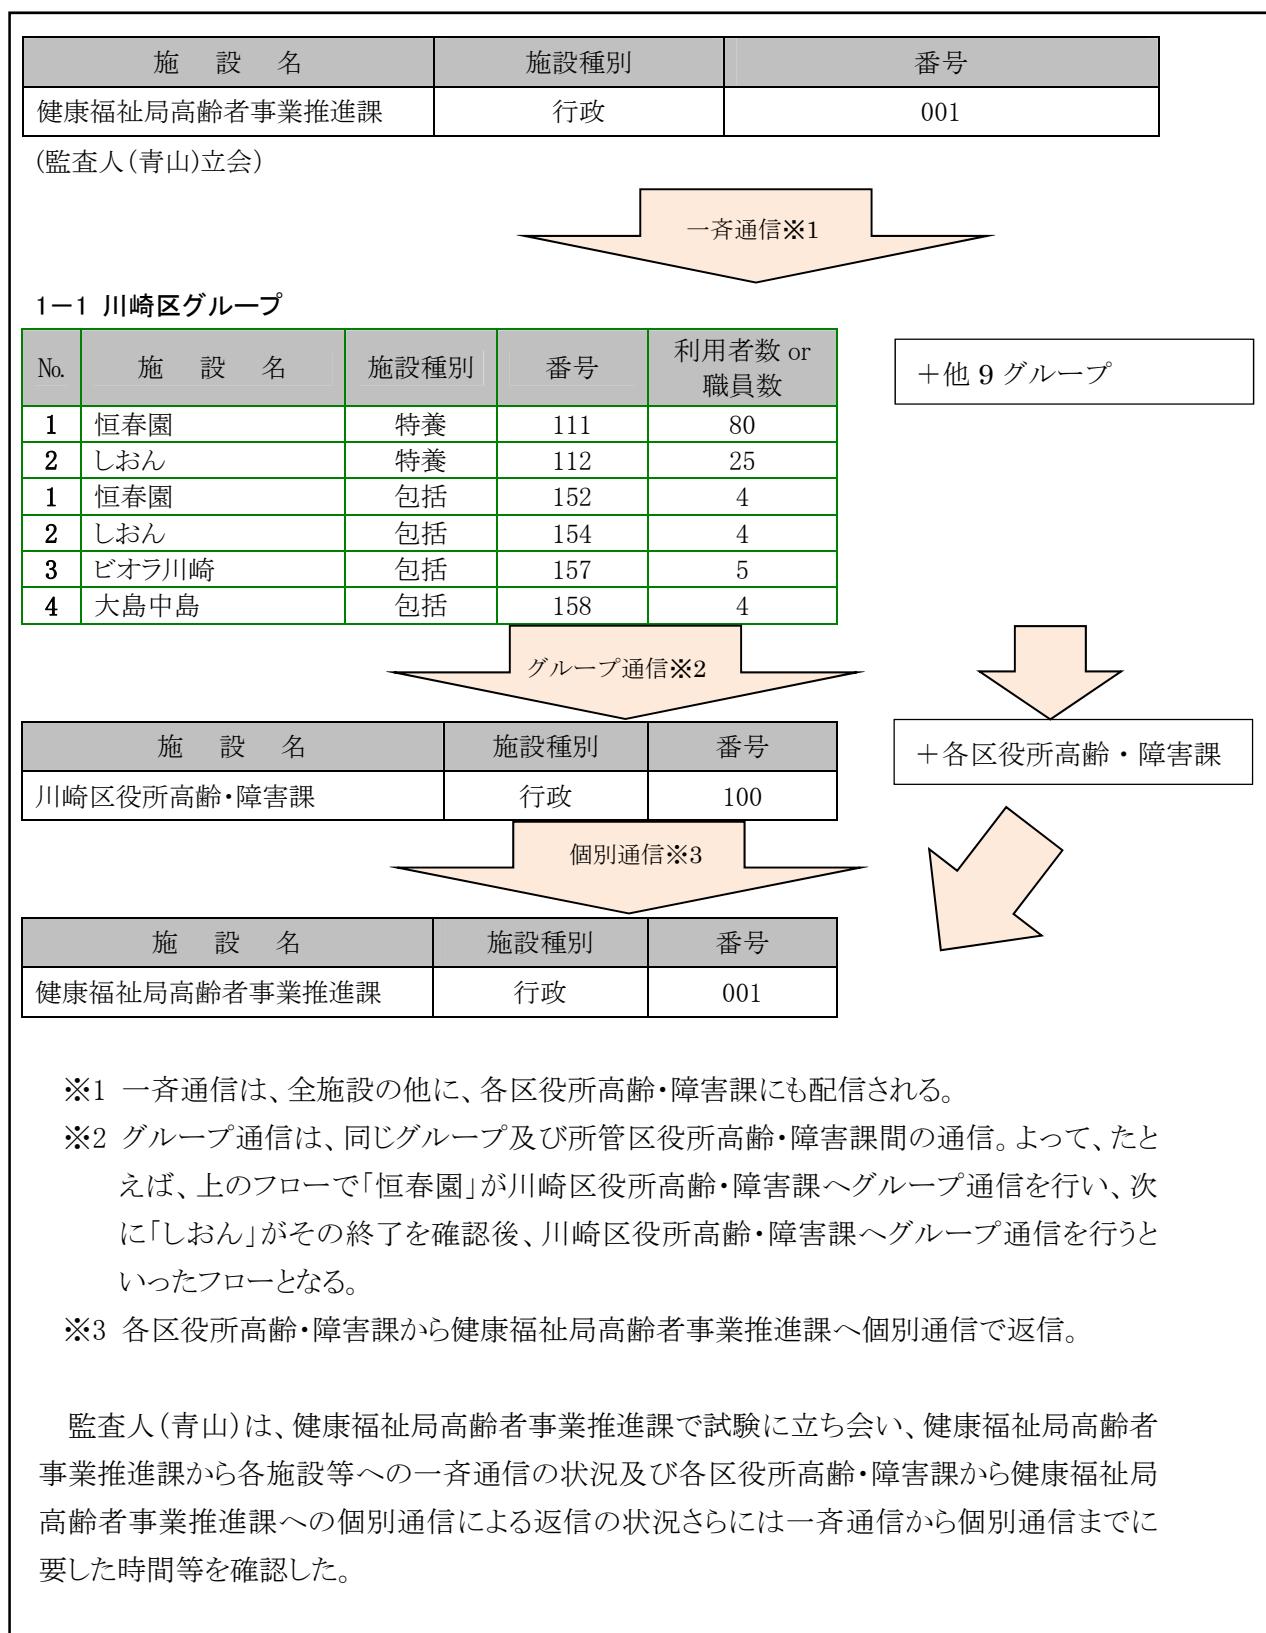 施 設 名 施設種別 番号
健康福祉局高齢者事業推進課 行政 001
(監査人(青山)立会)
一斉通信※1
1-1 川崎区グループ
No. 施 設 名 施設種別 番号 利用者数 or
職員数
+他 9 グループ
1 恒春園 特養 111 80
2 しおん 特養 112 25
1 恒春園 包括 152 4
2 しおん 包括 154 4
3 ビオラ川崎 包括 157 5
4 大島中島 包括 158 4
グループ通信※2
施 設 名 施設種別 番号
+各区役所高齢・障害課
川崎区役所高齢・障害課 行政 100
個別通信※3
施 設 名 施設種別 番号
健康福祉局高齢者事業推進課 行政 001
※1 一斉通信は、全施設の他に、各区役所高齢・障害課にも配信される。
※2 グループ通信は、同じグループ及び所管区役所高齢・障害課間の通信。よって、たと
えば、上のフローで「恒春園」が川崎区役所高齢・障害課へグループ通信を行い、次
に「しおん」がその終了を確認後、川崎区役所高齢・障害課へグループ通信を行うと
いったフローとなる。
※3 各区役所高齢・障害課から健康福祉局高齢者事業推進課へ個別通信で返信。
監査人(青山)は、健康福祉局高齢者事業推進課で試験に立ち会い、健康福祉局高齢者
事業推進課から各施設等への一斉通信の状況及び各区役所高齢・障害課から健康福祉局
高齢者事業推進課への個別通信による返信の状況さらには一斉通信から個別通信までに
要した時間等を確認した。